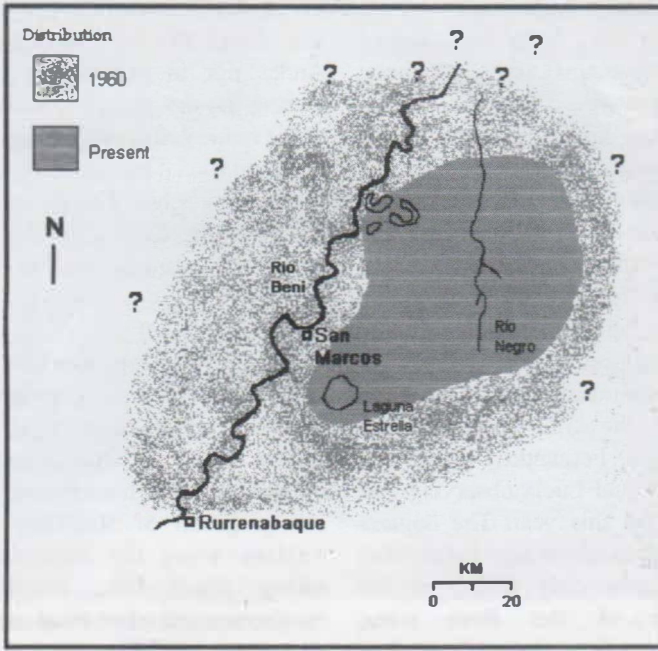 Distribution
1960
Present
N
?
?
?
?
?
?
?
?
?
?
Rio
Beni
San
Marcos
Rio
Negro
Laguna
Estrella
Rurrenabaque
KM
0 20